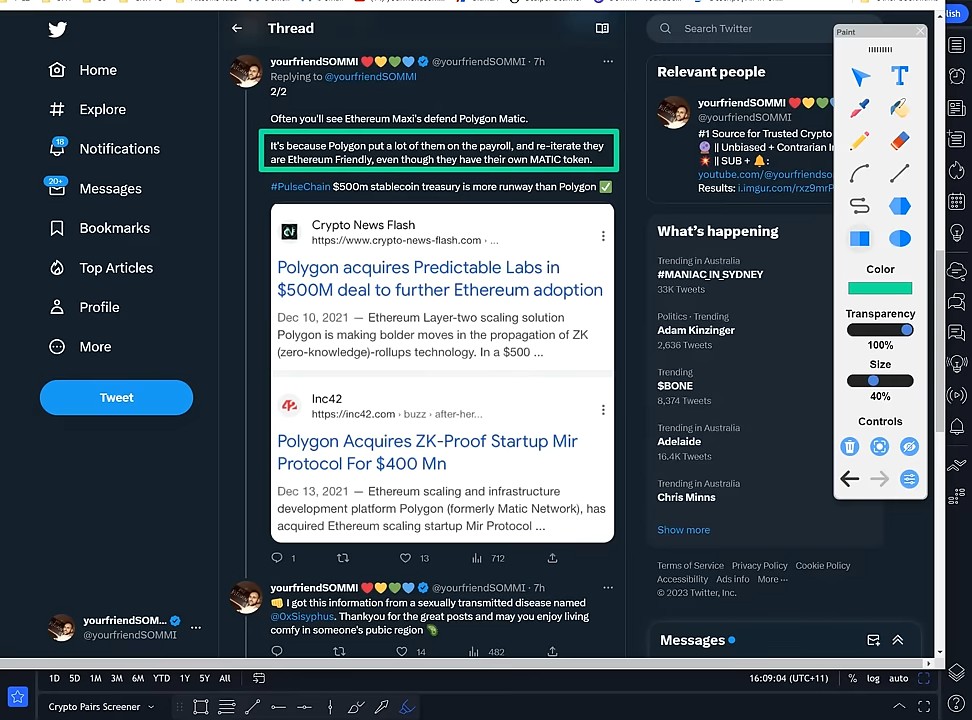 lish
Thread
Search Twitter
Paint
Home
Explore
18
Notifications
20+
Messages
Bookmarks
Top Articles
Profile
More
Tweet
yourfriendSOM...
@yourfriendSOMMI
yourfriendSOMMI @yourfriendSOMMI · 7h
Replying to @yourfriendSOMMI
2/2
Often you'll see Ethereum Maxi's defend Polygon Matic.
It's because Polygon put a lot of them on the payroll, and re-iterate they
are Ethereum Friendly, even though they have their own MATIC token.
#PulseChain $500m stablecoin treasury is more runway than Polygon ✅
Crypto News Flash
https://www.crypto-news-flash.com › ...
Polygon acquires Predictable Labs in
$500M deal to further Ethereum adoption
Dec 10, 2021 — Ethereum Layer-two scaling solution
Polygon is making bolder moves in the propagation of ZK
(zero-knowledge)-rollups technology. In a $500 ...
42
Inc42
https://inc42.com › buzz › after-her...
Polygon Acquires ZK-Proof Startup Mir
Protocol For $400 Mn
Dec 13, 2021 — Ethereum scaling and infrastructure
development platform Polygon (formerly Matic Network), has
acquired Ethereum scaling startup Mir Protocol ...
1 13 712
yourfriendSOMMI @yourfriendSOMMI · 7h
I got this information from a sexually transmitted disease named
@0xSisyphus. Thankyou for the great posts and may you enjoy living
comfy in someone's pubic region
14 482
Relevant people
yourfriendSOMMI
@yourfriendSOMMI
#1 Source for Trusted Crypto
|| Unbiased + Contrarian
|| SUB + 🔔:
youtube.com/@yourfriendso
Results: i.imgur.com/rxz9mrP
What's happening
Trending in Australia
#MANIAC_IN_SYDNEY
33K Tweets
Politics · Trending
Adam Kinzinger
2,636 Tweets
Trending
$BONE
8,374 Tweets
Trending in Australia
Adelaide
16.4K Tweets
Trending in Australia
Chris Minns
Show more
Terms of Service Privacy Policy Cookie Policy
Accessibility Ads info More ···
© 2023 Twitter, Inc.
Messages
T
Color
Transparency
100%
Size
40%
Controls
1D 5D 1M 3M 6M YTD 1Y 5Y All
16:09:04 (UTC+11) % log auto
Crypto Pairs Screener